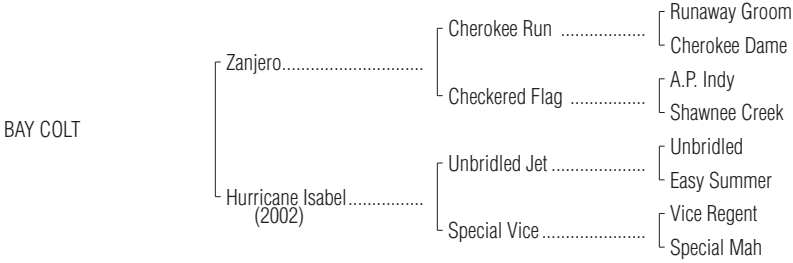 Runaway Groom
Cherokee Run ..................
Cherokee Dame
Zanjero..............................
A.P. Indy
Checkered Flag ................
Shawnee Creek
BAY COLT
Unbridled
Unbridled Jet ....................
Easy Summer
Hurricane Isabel................
(2002)
Vice Regent
Special Vice......................
Special Mah